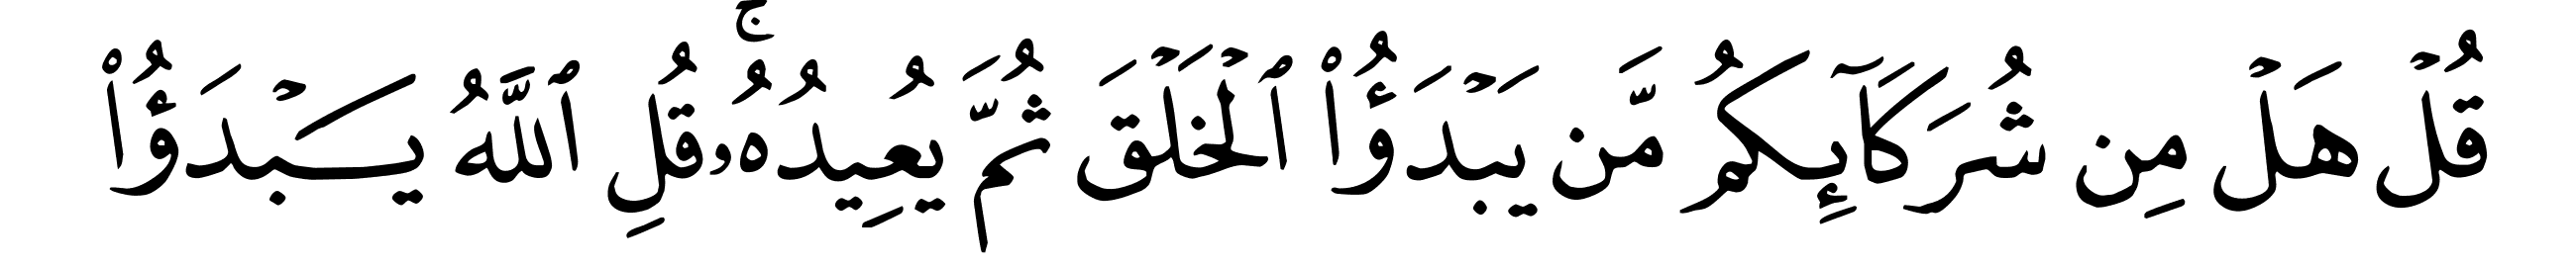 قُلْ هَلْ مِن شُرَكَآئِكُم مَّن يَبْدَؤُا۟ ٱلْخَلْقَ ثُمَّ يُعِيدُهُۥ ۚ قُلِ ٱللَّهُ يَبْدَؤُا۟